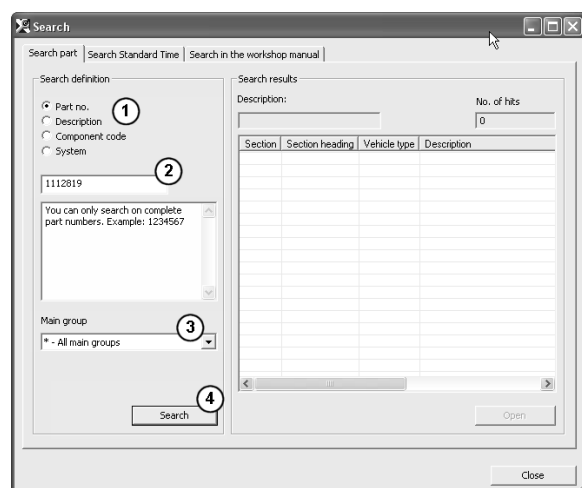 Search
Search part
Search Standard Time
Search in the workshop manual
Search definition
Part no.
1
Description
Component code
System
2
1112819
You can only search on complete
part numbers. Example: 1234567
Main group
3
* - All main groups
4
Search
Search results
Description:
No. of hits
0
Section
Section heading
Vehicle type
Description
Open
Close